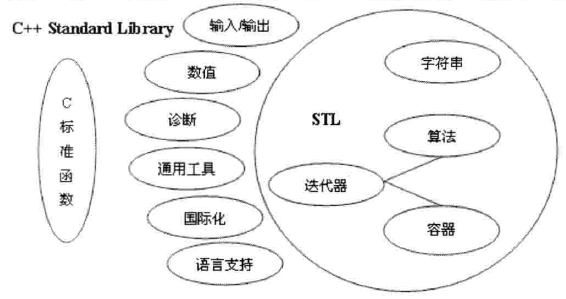 C++ Standard Library
输入/输出
数值
诊断
通用工具
国际化
语言支持
C
标
准
函
数
STL
字符串
算法
迭代器
容器